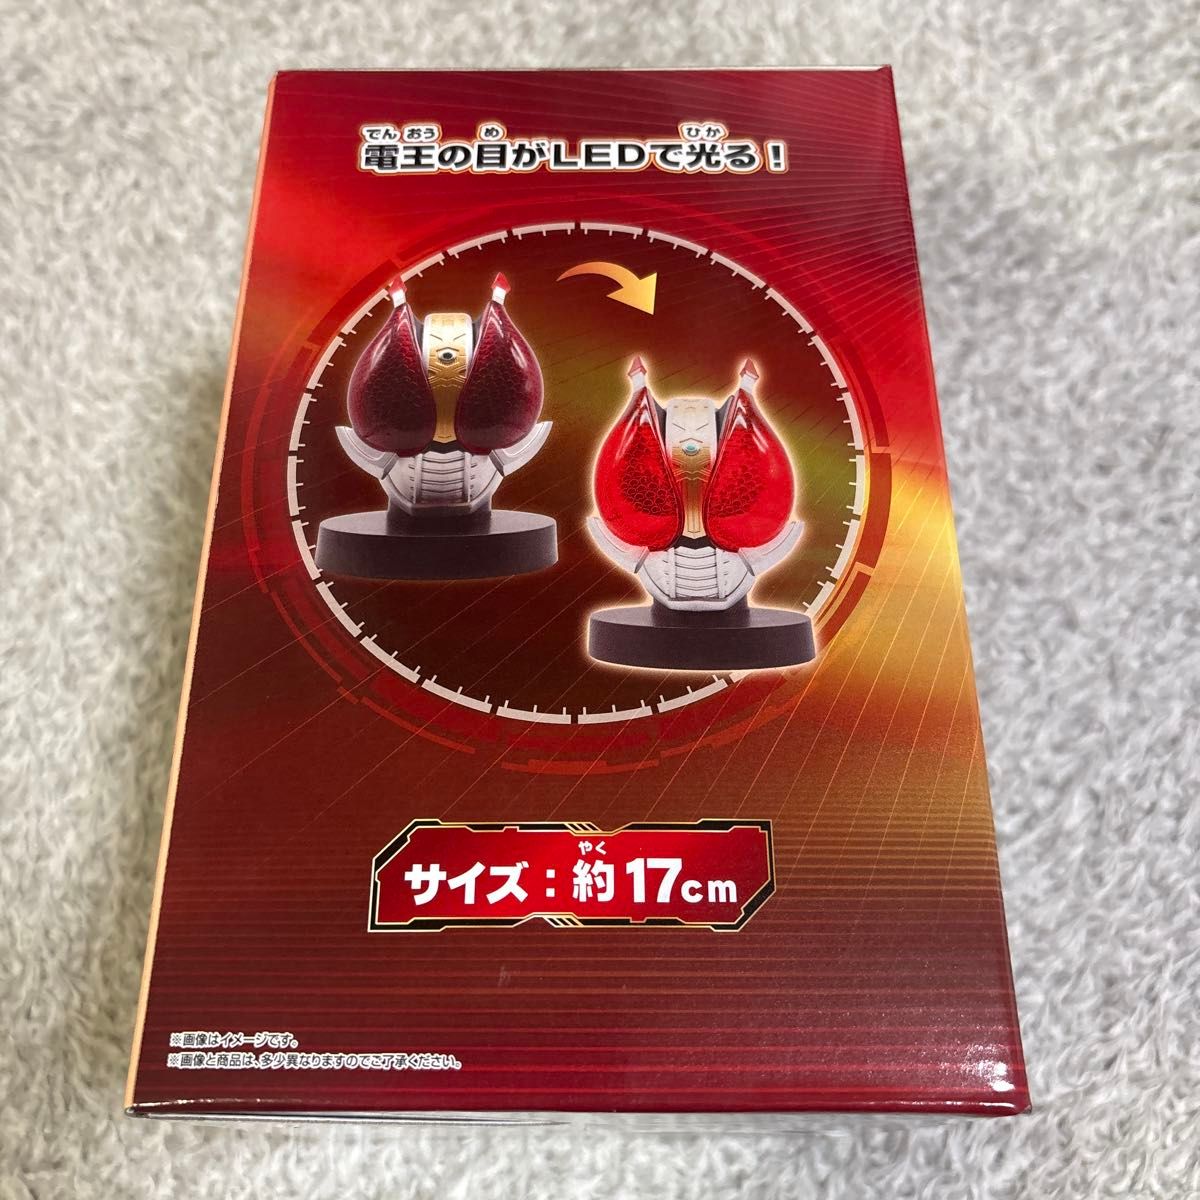 でん おう め ひか
電王の目がLEDで光る！
やく
サイズ：約17cm
※画像はイメージです。
※画像と商品は、多少異なりますのでご了承ください。